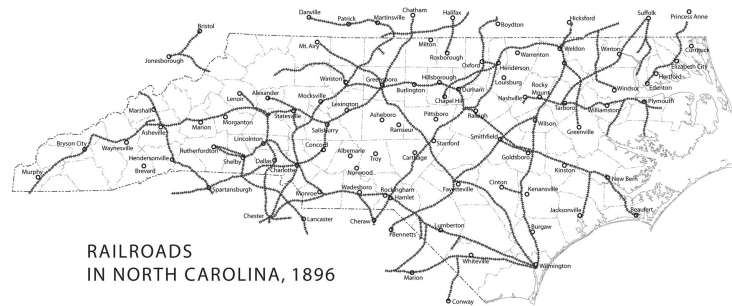 Danville
Patrick
Martinsville
Chatham
Halifax
Boydton
Hicksford
Suffolk
Princess Anne
Bristol
Jonesborough
Mt. Airy
Milton
Roxborough
Oxford
Henderson
Warrenton
Weldon
Winton
Currituck
Elizabeth City
Hertford
Edenton
Winston
Greensboro
Burlington
Hillsborough
Chapel Hill
Durham
Louisburg
Nashville
Rocky
Mount
Tarboro
Windsor
Williamston
Plymouth
Lenoir
Alexander
Mocksville
Lexington
Statesville
Marshall
Asheville
Marion
Morganton
Salisbury
Asheboro
Ramseur
Pittsboro
Raleigh
Wilson
Greenville
Smithfield
Bryson City
Waynesville
Rutherfordton
Lincolnton
Concord
Albemarle
Troy
Carthage
Sanford
Goldsboro
Hendersonville
Brevard
Shelby
Dallas
Charlotte
Norwood
Kinston
New Bern
Murphy
Spartansburgh
Monroe
Wadesboro
Rockingham
Hamlet
Fayetteville
Clinton
Kenansville
Jacksonville
Beaufort
Chester
Lancaster
Cheraw
Bennetts
Lumberton
Burgaw
Whiteville
Wilmington
Marion
Conway
RAILROADS
IN NORTH CAROLINA, 1896